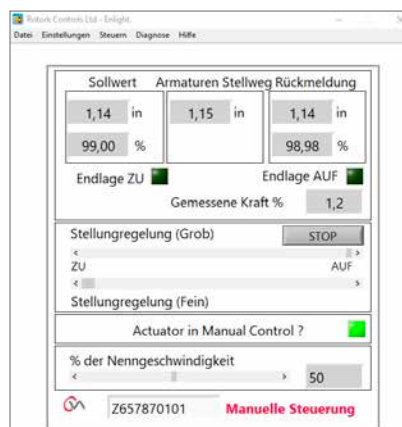 Rotork Controls Ltd - Enlight.
Datei Einstellungen Steuern Diagnose Hilfe
Sollwert Armaturen Stellweg Rückmeldung
1,14 in 1,15 in 1,14 in
99,00 % 98,98 %
Endlage ZU Endlage AUF
Gemessene Kraft % 1,2
Stellungregelung (Grob) STOP
ZU AUF
Stellungregelung (Fein)
Actuator in Manual Control ?
% der Nenngeschwindigkeit
50
Z657870101 Manuelle Steuerung